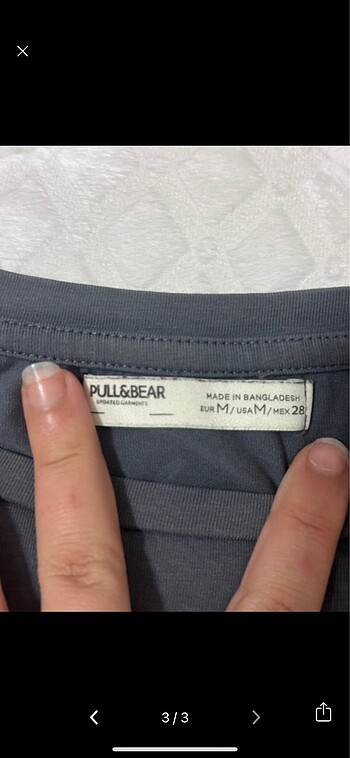 PULL&BEAR
UPDATED GARMENTS
MADE IN BANGLADESH
EUR M / USA M / MEX 28
3/3